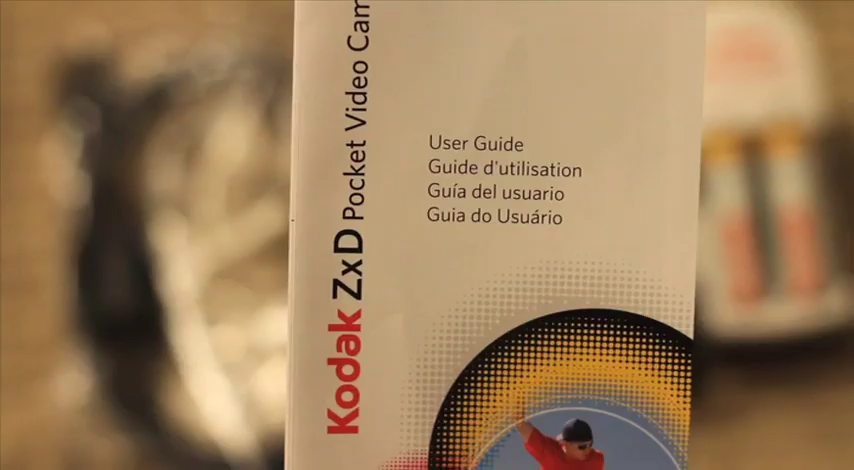 Kodak ZxD Pocket Video Cam
User Guide
Guide d'utilisation
Guía del usuario
Guia do Usuário